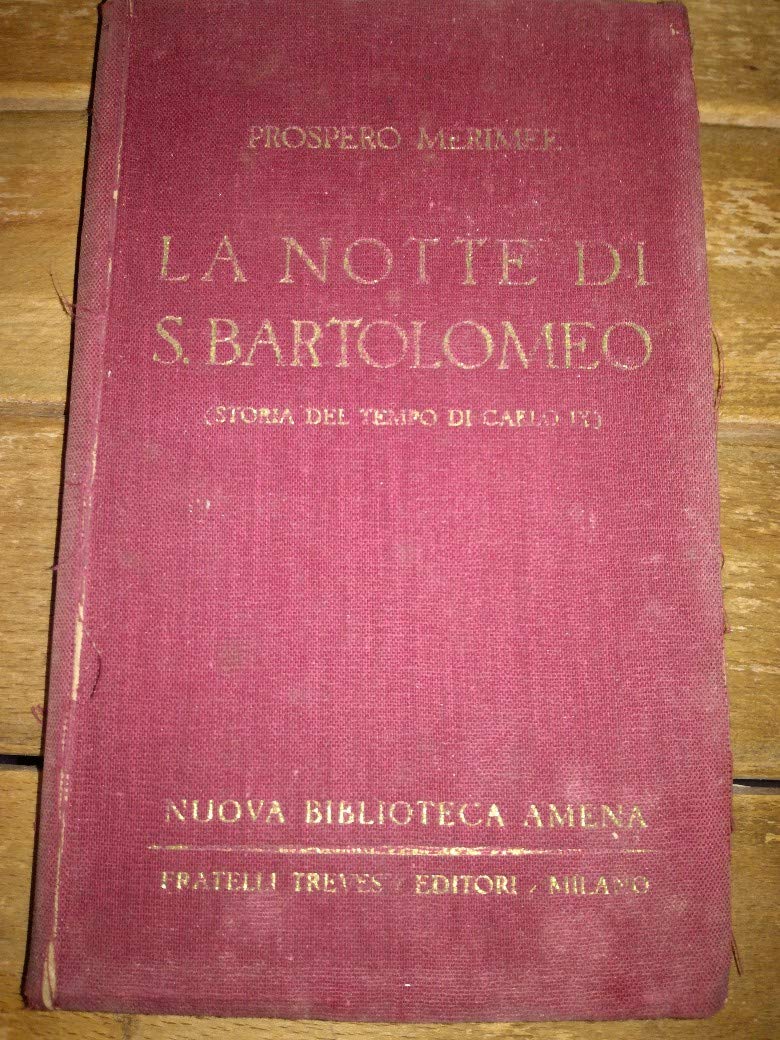 PROSPERO MERIMEE
LA NOTTE DI
S. BARTOLOMEO
(STORIA DEL TEMPO DI CARLO IX)
NUOVA BIBLIOTECA AMENA
FRATELLI TREVES / EDITORI / MILANO